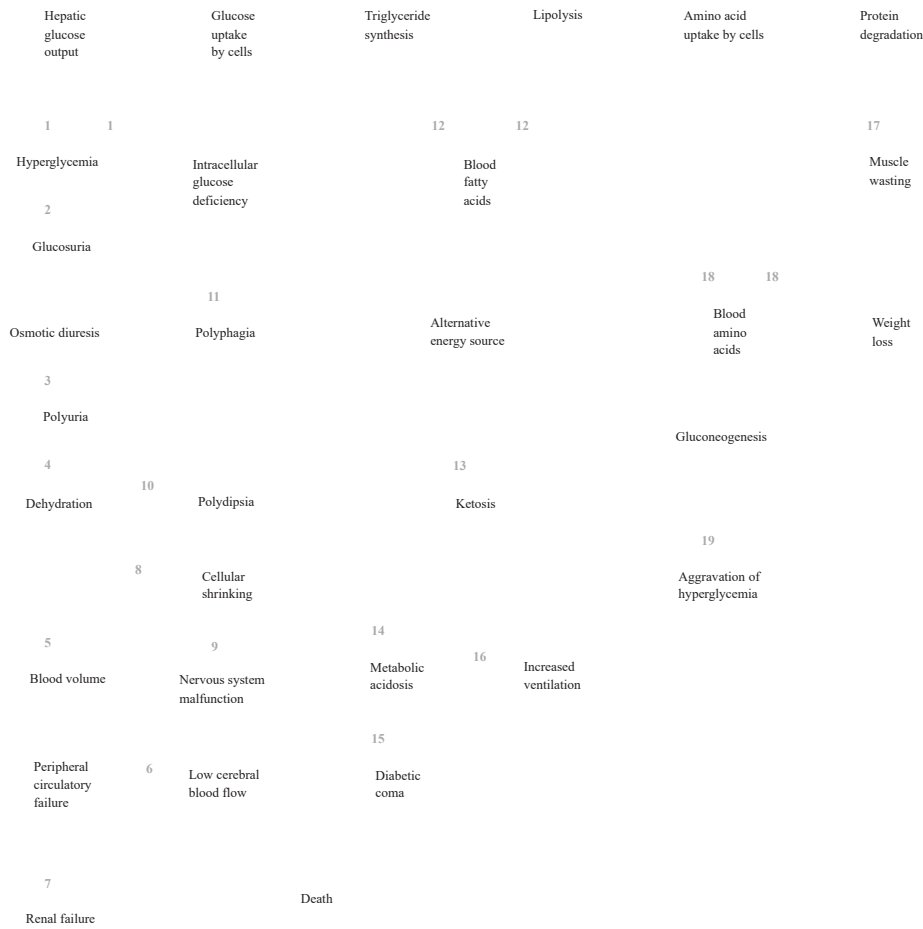 Hepatic
glucose
output
Glucose
uptake
by cells
Triglyceride
synthesis
Lipolysis
Amino acid
uptake by cells
Protein
degradation
1
1
12
12
17
Hyperglycemia
Intracellular
glucose
deficiency
Blood
fatty
acids
Muscle
wasting
2
Glucosuria
18
18
11
Osmotic diuresis
Polyphagia
Alternative
energy source
Blood
amino
acids
Weight
loss
3
Polyuria
Gluconeogenesis
4
13
10
Dehydration
Polydipsia
Ketosis
19
8
Cellular
shrinking
Aggravation of
hyperglycemia
14
5
9
16
Blood volume
Nervous system
malfunction
Metabolic
acidosis
Increased
ventilation
15
Peripheral
circulatory
failure
6
Low cerebral
blood flow
Diabetic
coma
7
Death
Renal failure